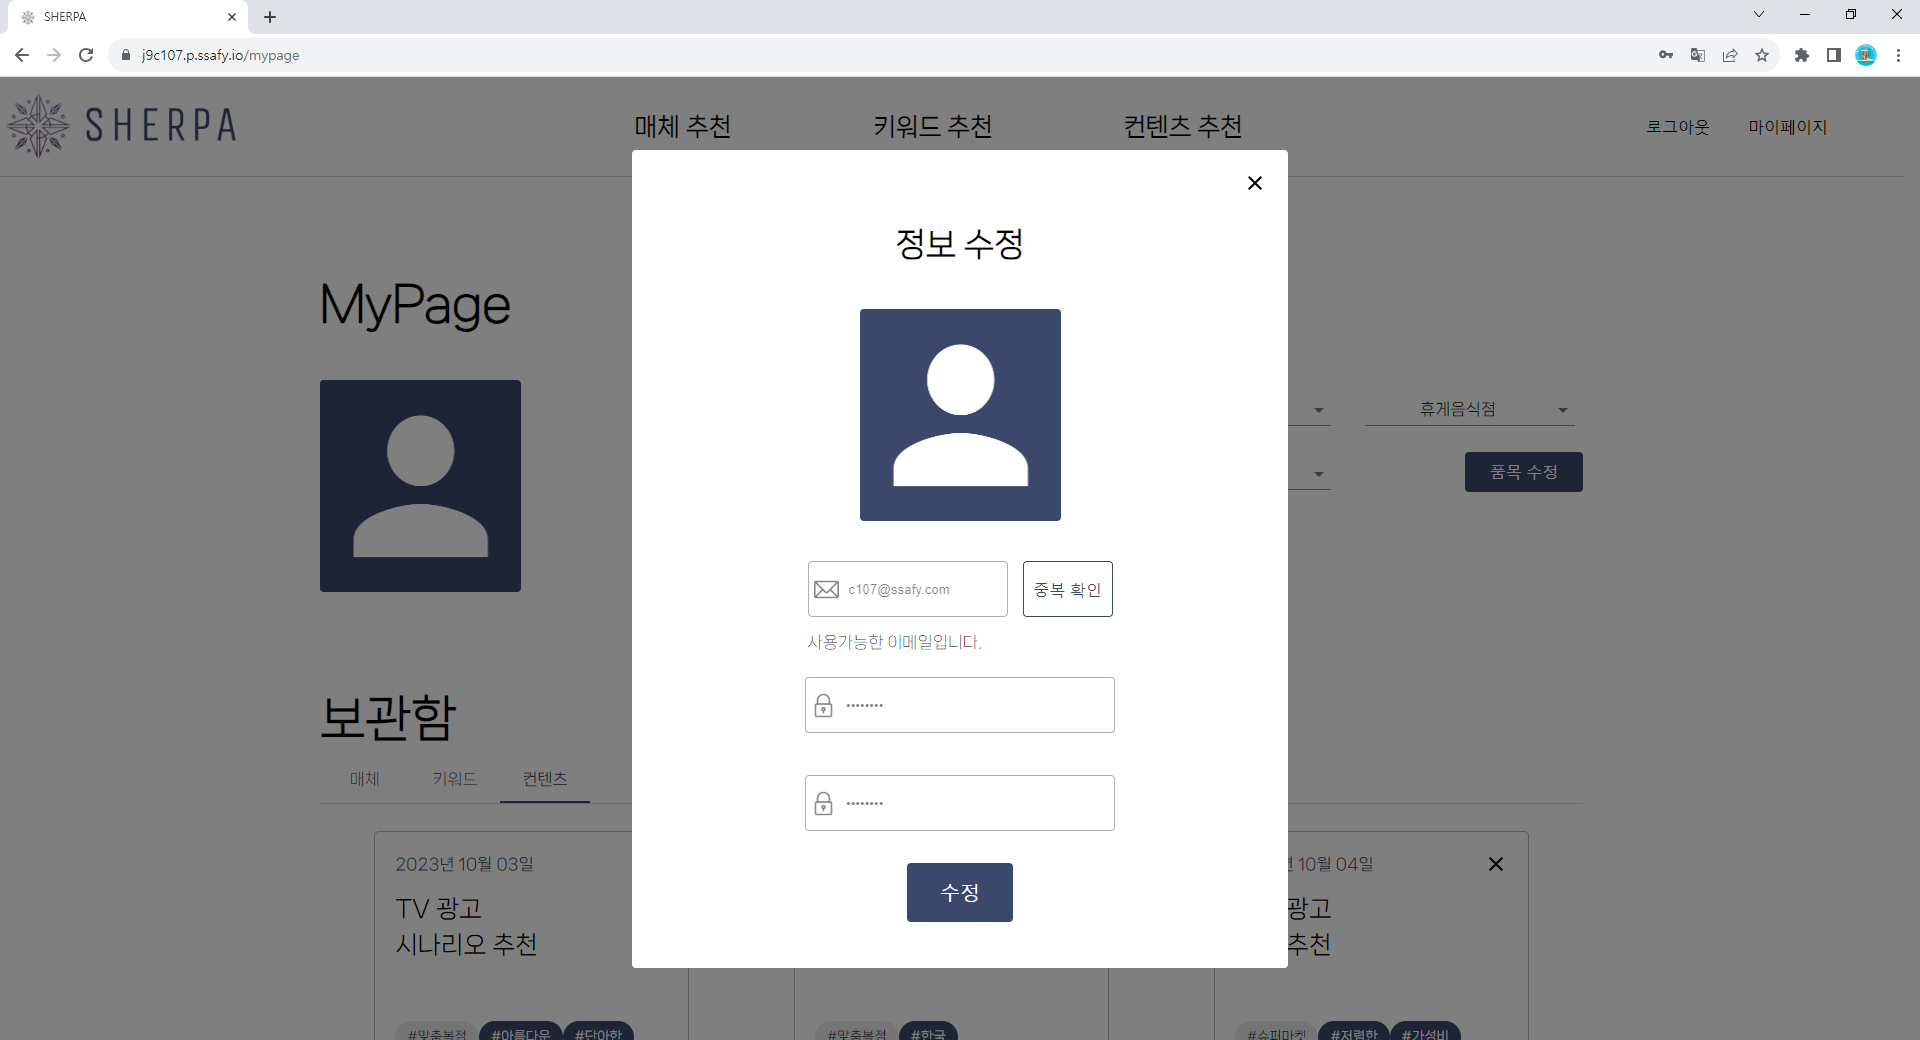 SHERPA
j9c107.p.ssafy.io/mypage
SHERPA
매체 추천
키워드 추천
컨텐츠 추천
로그아웃
마이페이지
정보 수정
MyPage
휴게음식점
품목 수정
c107@ssafy.com
중복 확인
사용가능한 이메일입니다.
••••••••
••••••••
수정
보관함
매체
키워드
컨텐츠
2023년 10월 03일
TV 광고
시나리오 추천
#맞춤복점 #아름다운 #단아한
#맞춤복점 #한국
10월 04일
광고
추천
#슈퍼마켓 #저렴한 #가성비